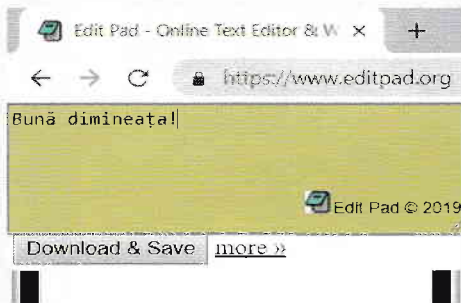 Edit Pad - Online Text Editor & W
https://www.editpad.org
Bună dimineața!
Edit Pad © 2019
Download & Save more »